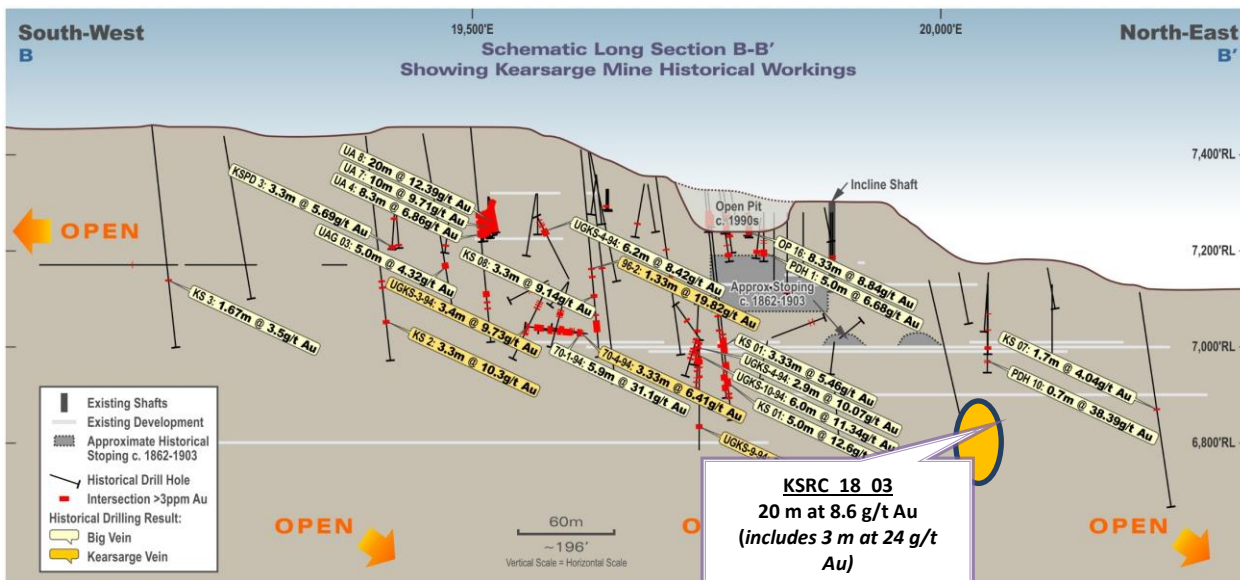 19,500'E
20,000'E
South-West
B
Schematic Long Section B-B'
Showing Kearsarge Mine Historical Workings
North-East
B'
7,400'RL
7,200'RL
7,000'RL
6,800'RL
OPEN
UA 8: 20m @ 12.39g/t Au
UA 7: 10m @ 9.71g/t Au
UA 4: 8.3m @ 6.86g/t Au
KSPD 3: 3.3m @ 5.69g/t Au
UAG 03: 5.0m @ 4.32g/t Au
KS 08: 3.3m @ 9.14g/t Au
UGKS-3-94: 3.4m @ 9.73g/t Au
KS 3: 1.67m @ 3.5g/t Au
KS 2: 3.3m @ 10.3g/t Au
70-1-94: 5.9m @ 31.1g/t Au
70-4-94: 3.33m @ 6.41g/t Au
UGKS-4-94: 6.2m @ 8.42g/t Au
96-2: 1.33m @ 19.82g/t Au
Open Pit
c. 1990s
Incline Shaft
OP 16: 8.33m @ 8.84g/t Au
PDH 1: 5.0m @ 6.68g/t Au
Approx Stoping
c. 1862-1903
KS 01: 3.33m @ 5.46g/t Au
UGKS-4-94: 2.9m @ 10.07g/t Au
UGKS-10-94: 6.0m @ 11.34g/t Au
KS 01: 5.0m @ 12.6g/t Au
UGKS-9-94
KS 07: 1.7m @ 4.04g/t Au
PDH 10: 0.7m @ 38.39g/t Au
Existing Shafts
Existing Development
Approximate Historical
Stoping c. 1862-1903
Historical Drill Hole
Intersection >3ppm Au
Historical Drilling Result:
Big Vein
Kearsarge Vein
OPEN
60m
~196'
Vertical Scale = Horizontal Scale
KSRC_18_03
20 m at 8.6 g/t Au
(includes 3 m at 24 g/t
Au)
OPEN